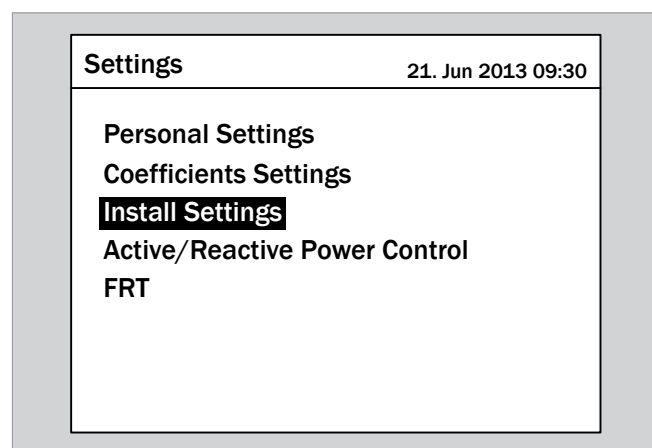 Settings 21. Jun 2013 09:30
Personal Settings
Coefficients Settings
Install Settings
Active/Reactive Power Control
FRT